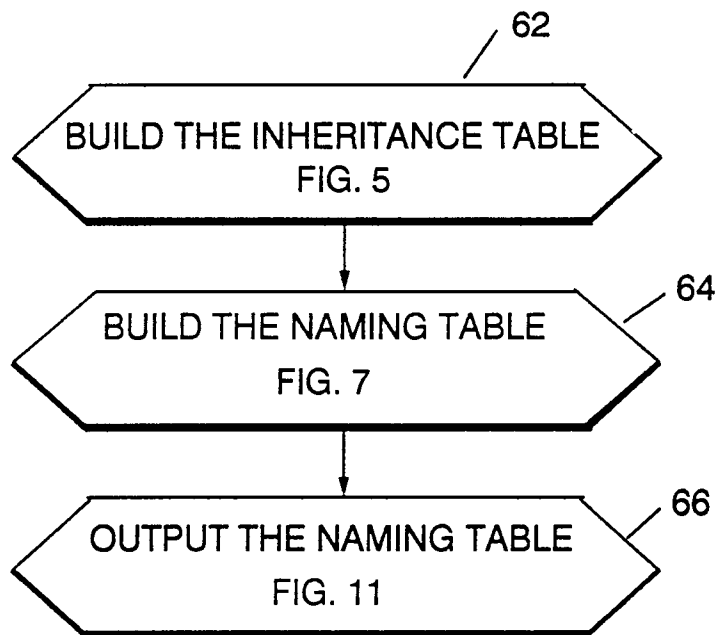 62
BUILD THE INHERITANCE TABLE
FIG. 5
64
BUILD THE NAMING TABLE
FIG. 7
66
OUTPUT THE NAMING TABLE
FIG. 11